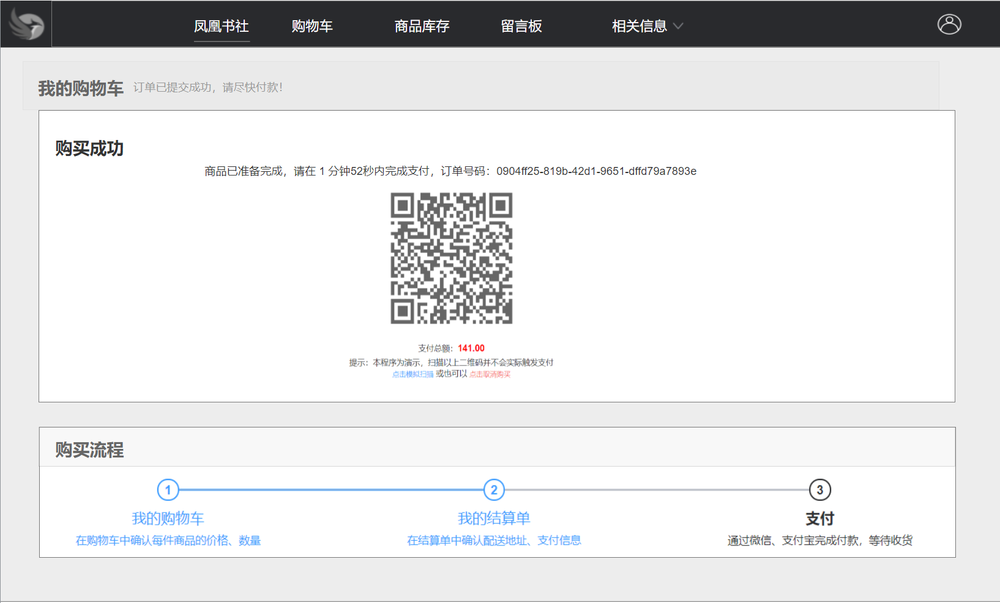 凤凰书社 购物车 商品库存 留言板 相关信息
我的购物车 订单已提交成功，请尽快付款！
购买成功
商品已准备完成，请在 1 分钟52秒内完成支付，订单号码：0904ff25-819b-42d1-9651-dffd79a7893e
支付总额：141.00
提示：本程序为演示，扫描以上二维码并不会实际触发支付
点击模拟扫描 或也可以 点击取消购买
购买流程
1 2 3
我的购物车 我的结算单 支付
在购物车中确认每件商品的价格、数量 在结算单中确认配送地址、支付信息 通过微信、支付宝完成付款，等待收货